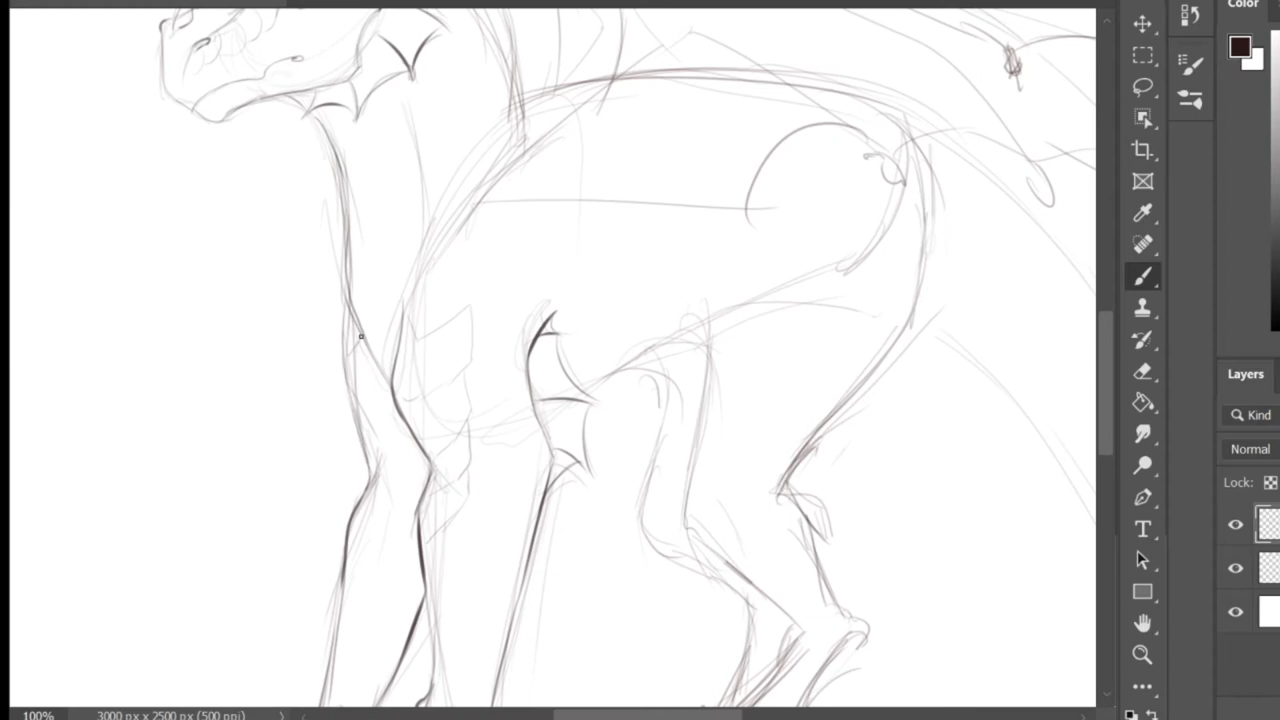 Color
Layers
Kind
Normal
Lock:
T
100% 3000 px x 2500 px (500 ppi)